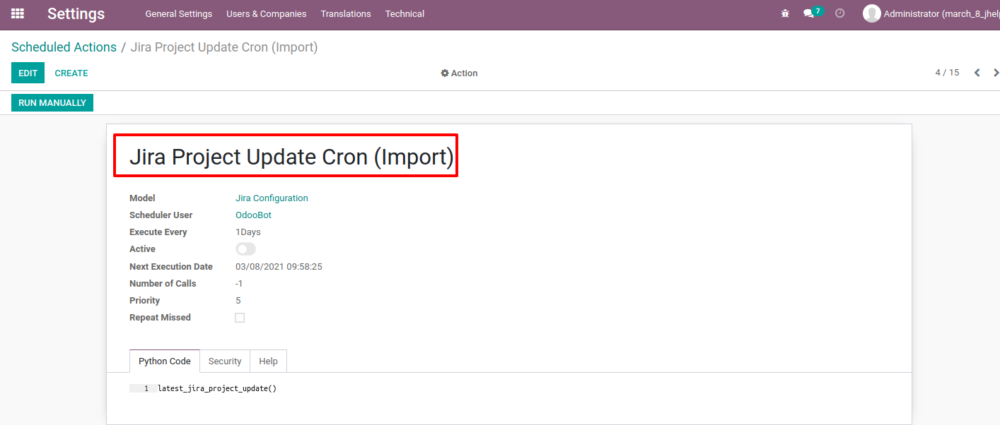 Settings General Settings Users & Companies Translations Technical 7 Administrator (march_8_jhelp
Scheduled Actions / Jira Project Update Cron (Import)
EDIT CREATE Action 4 / 15
RUN MANUALLY
Jira Project Update Cron (Import)
Model Jira Configuration
Scheduler User OdooBot
Execute Every 1Days
Active
Next Execution Date 03/08/2021 09:58:25
Number of Calls -1
Priority 5
Repeat Missed
Python Code Security Help
1 latest_jira_project_update()